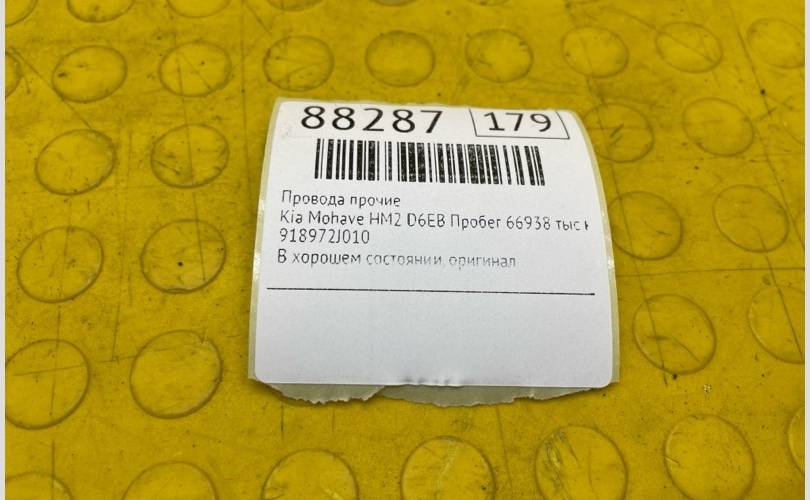 88287 179
Провода прочие
Kia Mohave HM2 D6EB Пробег 66938 тыс к
918972J010
В хорошем состоянии, оригинал